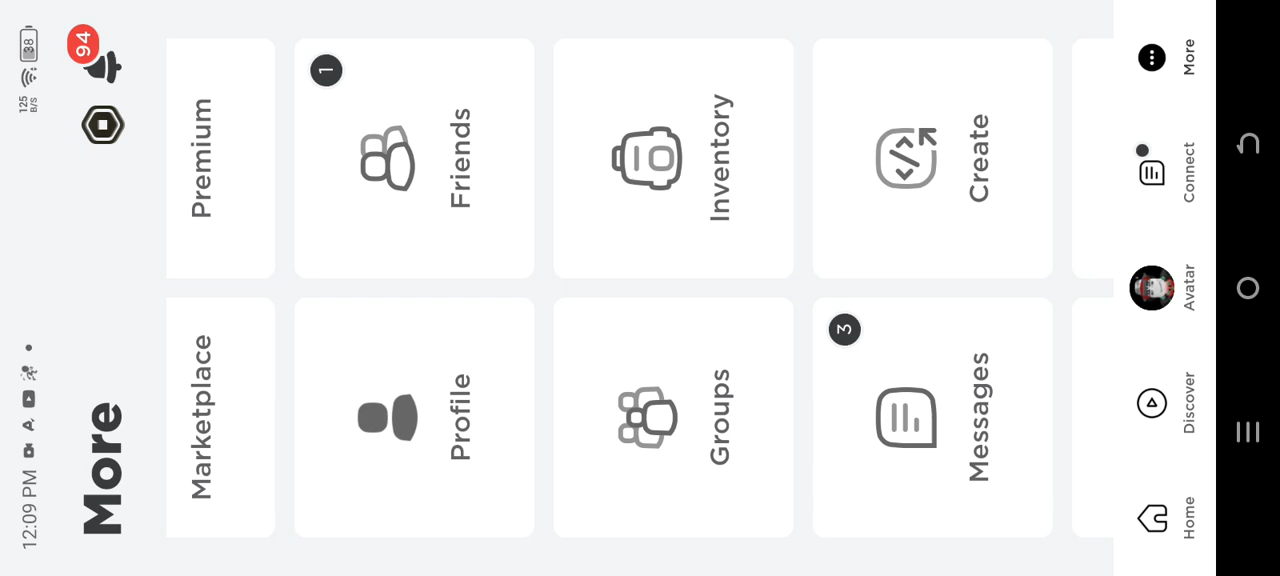 12:09 PM
125 B/S
38
More
94
Marketplace
Premium
Profile
1
Friends
Groups
Inventory
3
Messages
Create
Home
Discover
Avatar
Connect
More